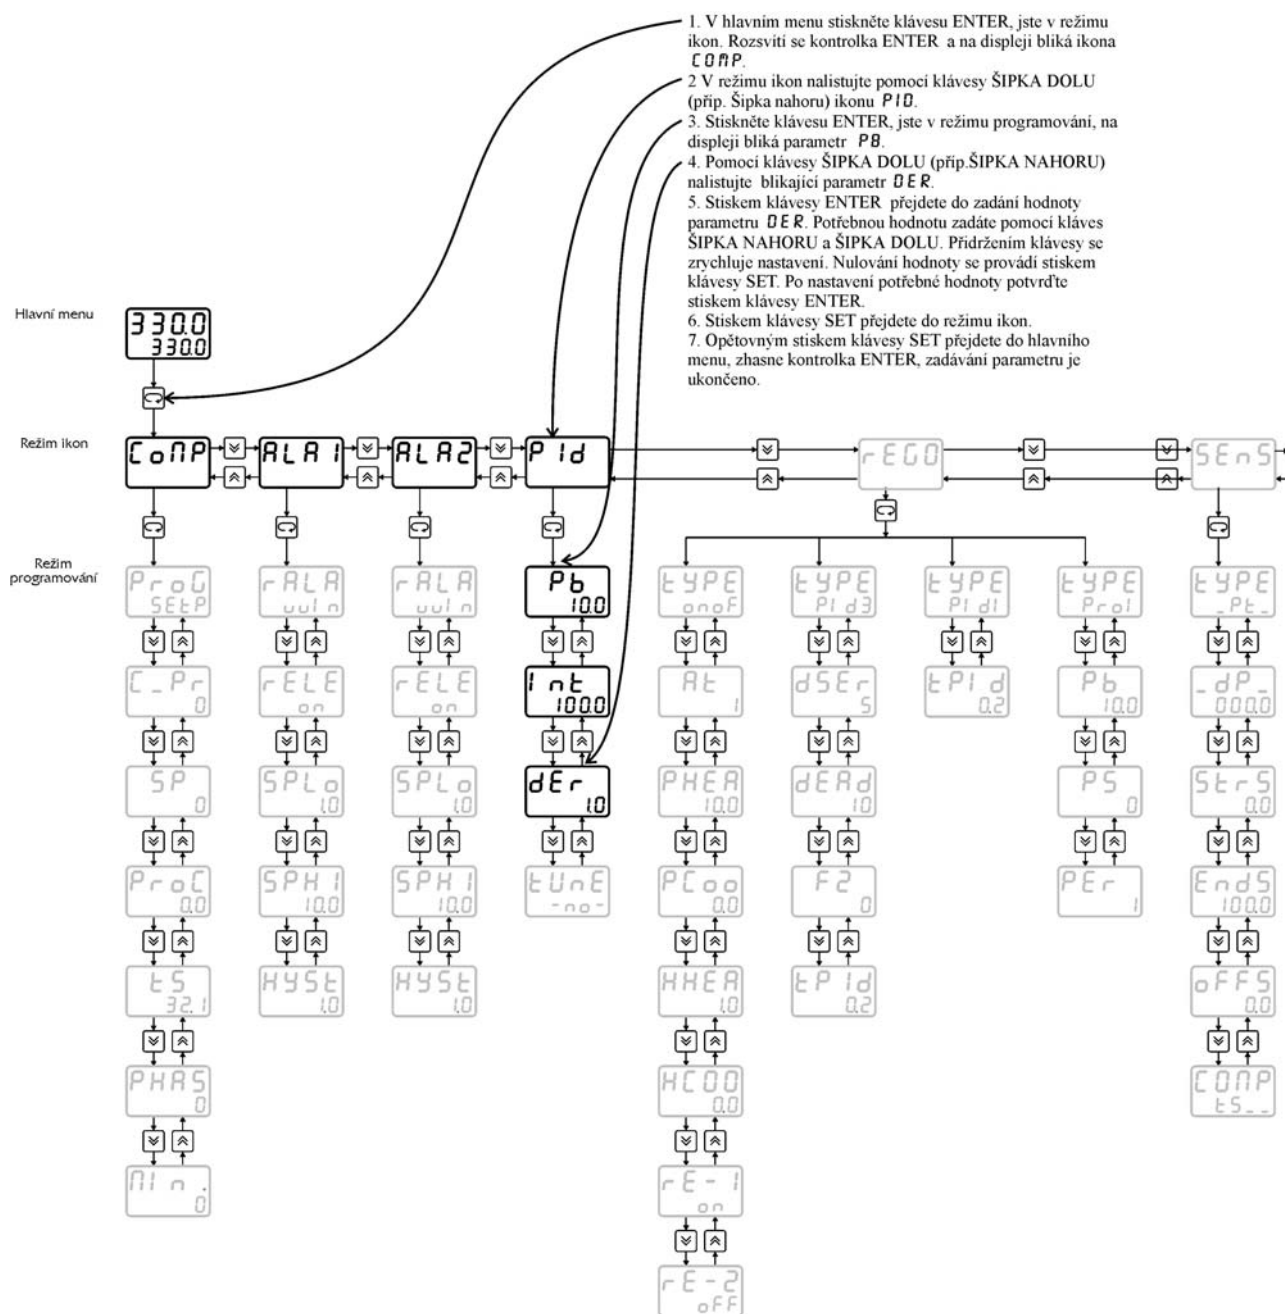 1. V hlavním menu stiskněte klávesu ENTER, jste v režimu
ikon. Rozsvítí se kontrolka ENTER a na displeji bliká ikona
COMP.
2 V režimu ikon nalistujte pomocí klávesy ŠIPKA DOLU
(přip. Šipka nahoru) ikonu PID.
3. Stiskněte klávesu ENTER, jste v režimu programování, na
displeji bliká parametr PB.
4. Pomocí klávesy ŠIPKA DOLU (přip.ŠIPKA NAHORU)
nalistujte blikající parametr DER.
5. Stiskem klávesy ENTER přejdete do zadání hodnoty
parametru DER. Potřebnou hodnotu zadáte pomocí kláves
ŠIPKA NAHORU a ŠIPKA DOLU. Přidržením klávesy se
zrychluje nastavení. Nulování hodnoty se provádí stiskem
klávesy SET. Po nastavení potřebné hodnoty potvrďte
stiskem klávesy ENTER.
6. Stiskem klávesy SET přejdete do režimu ikon.
7. Opětovným stiskem klávesy SET přejdete do hlavního
menu, zhasne kontrolka ENTER, zadávání parametru je
ukončeno.
Hlavní menu
330.0
330.0
Režim ikon
CoMP ALA1 ALA2 PId rEGO SEnS
Režim
programování
ProG rALA rALA Pb tYPE tYPE tYPE tYPE tYPE
SEtP uuIn uuIn 10.0 onoF PId3 PId1 Pro1 _Pt_
C_Pr rELE rELE Int At dSEr tPId Pb _dP_
0 on on 100.0 1 5 0.2 10.0 000.0
SP SPLo SPLo dEr PHEA dEAd PS StrS
0 1.0 1.0 1.0 10.0 10 0 0.0
ProC SPHI SPHI tUnE PCoo F2 PEr EndS
0.0 10.0 10.0 -no- 0.0 0 1 100.0
tS HYSt HYSt HHEA tPId oFFS
32.1 1.0 1.0 1.0 0.2 0.0
PHAS HCOO COMP
0 0.0 tS__
MIn. rE-1
0 on
rE-2
oFF